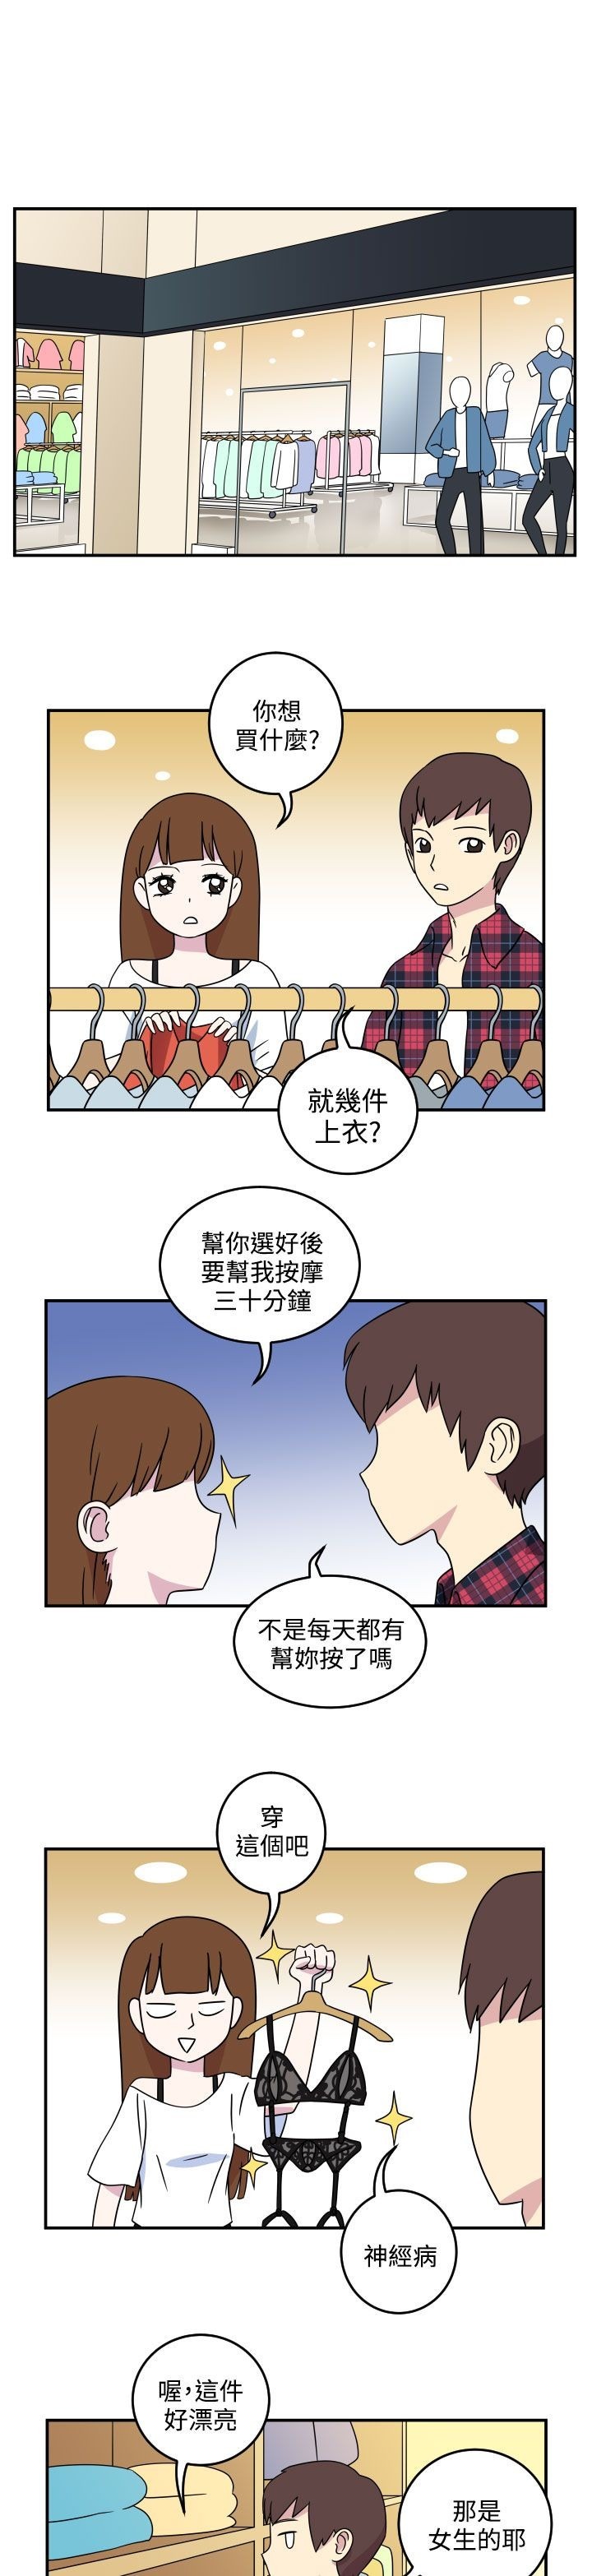 你想
買什麼?
就幾件
上衣?
幫你選好後
要幫我按摩
三十分鐘
不是每天都有
幫妳按了嗎
穿
這個吧
神經病
喔，這件
好漂亮
那是
女生的耶